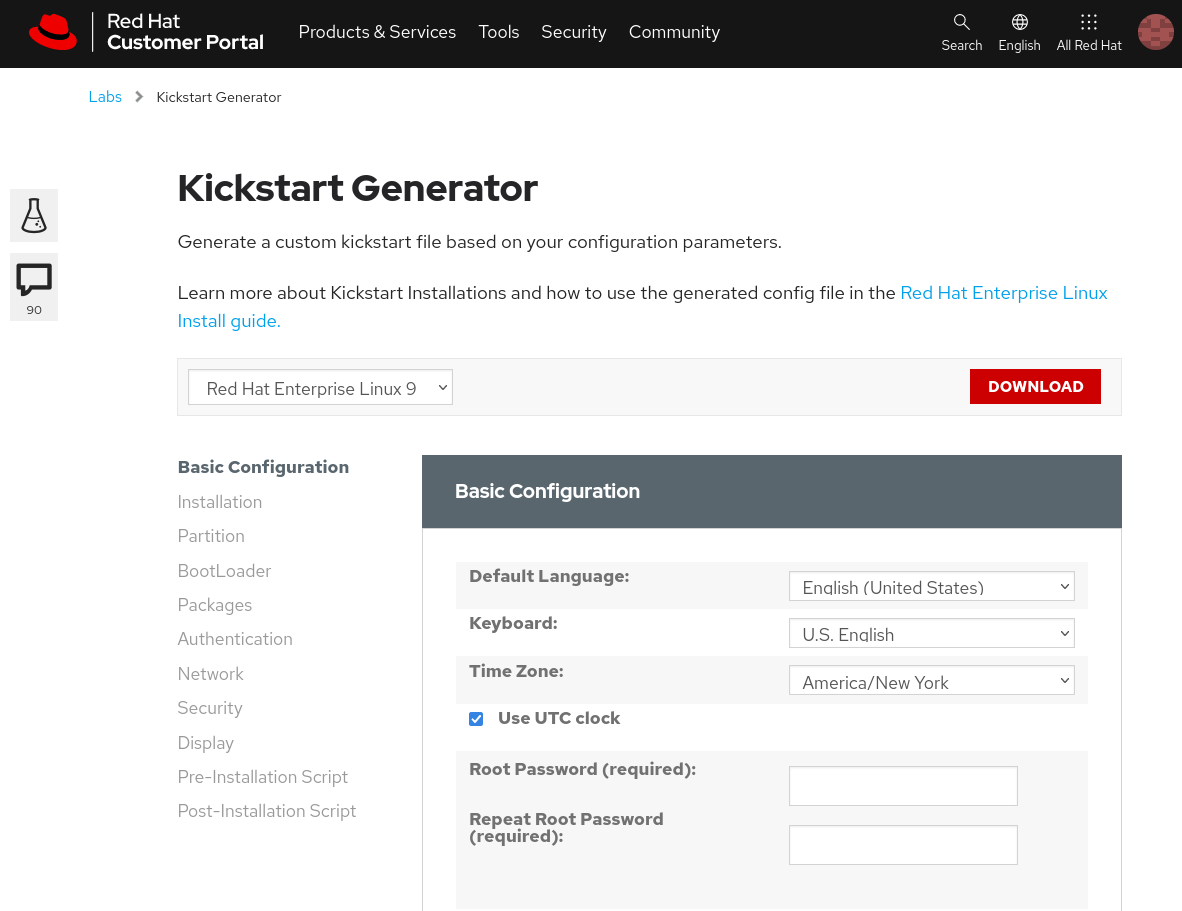 Red Hat
Customer Portal
Products & Services
Tools
Security
Community
Search
English
All Red Hat
Labs
Kickstart Generator
Kickstart Generator
Generate a custom kickstart file based on your configuration parameters.
Learn more about Kickstart Installations and how to use the generated config file in the Red Hat Enterprise Linux
Install guide.
90
Red Hat Enterprise Linux 9
DOWNLOAD
Basic Configuration
Installation
Partition
BootLoader
Packages
Authentication
Network
Security
Display
Pre-Installation Script
Post-Installation Script
Basic Configuration
Default Language:
English (United States)
Keyboard:
U.S. English
Time Zone:
America/New York
Use UTC clock
Root Password (required):
Repeat Root Password
(required):